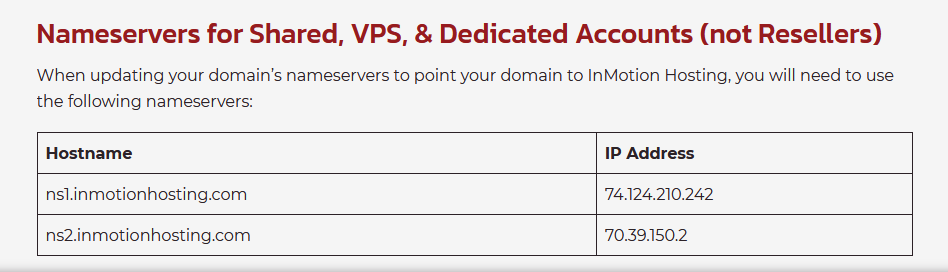 Nameservers for Shared, VPS, & Dedicated Accounts (not Resellers)
When updating your domain’s nameservers to point your domain to InMotion Hosting, you will need to use
the following nameservers:
Hostname IP Address
ns1.inmotionhosting.com 74.124.210.242
ns2.inmotionhosting.com 70.39.150.2